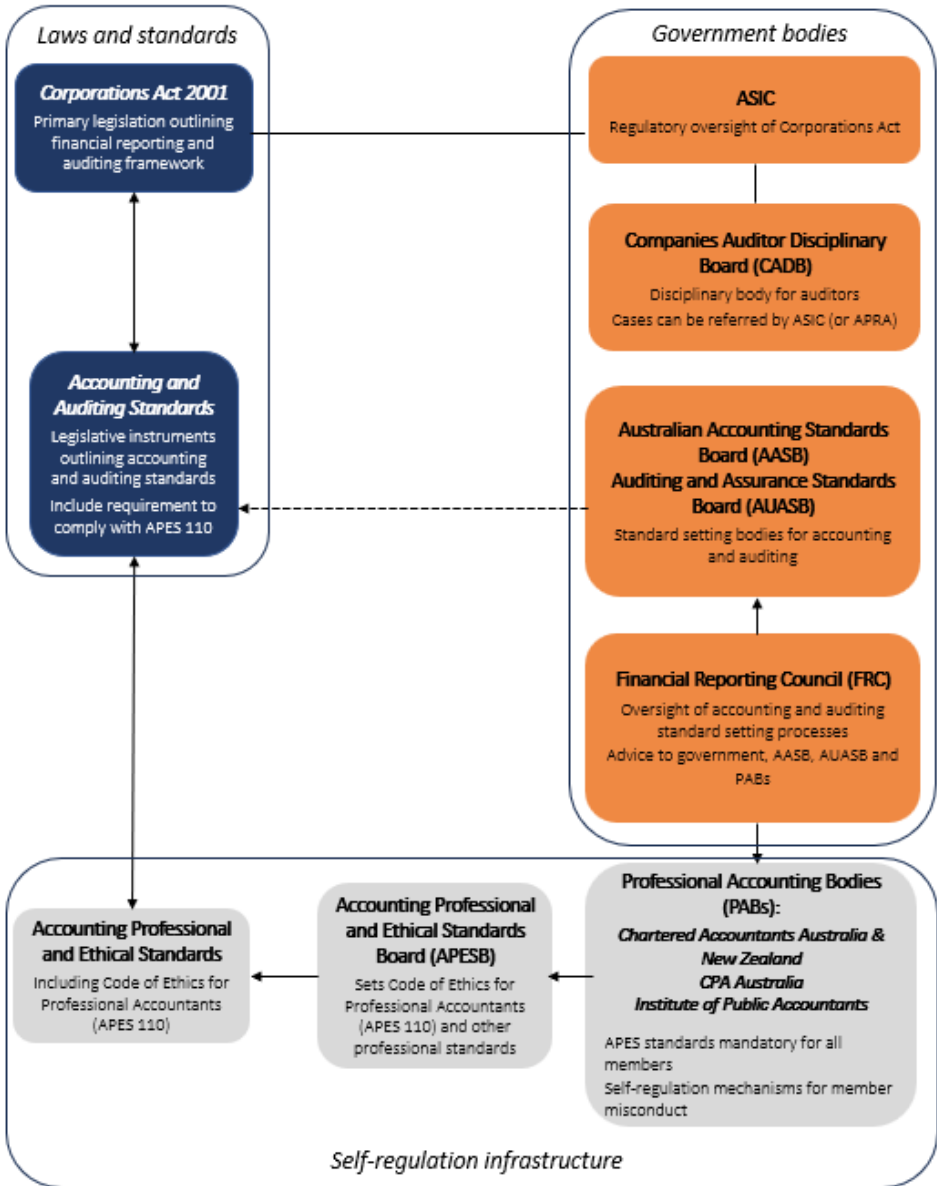 Laws and standards
Corporations Act 2001
Primary legislation outlining
financial reporting and
auditing framework
Accounting and
Auditing Standards
Legislative instruments
outlining accounting
and auditing standards
Include requirement to
comply with APES 110
Government bodies
ASIC
Regulatory oversight of Corporations Act
Companies Auditor Disciplinary
Board (CADB)
Disciplinary body for auditors
Cases can be referred by ASIC (or APRA)
Australian Accounting Standards
Board (AASB)
Auditing and Assurance Standards
Board (AUASB)
Standard setting bodies for accounting
and auditing
Financial Reporting Council (FRC)
Oversight of accounting and auditing
standard setting processes
Advice to government, AASB, AUASB and
PABs
Accounting Professional
and Ethical Standards
Including Code of Ethics for
Professional Accountants
(APES 110)
Accounting Professional
and Ethical Standards
Board (APESB)
Sets Code of Ethics for
Professional Accountants
(APES 110) and other
professional standards
Professional Accounting Bodies
(PABs):
Chartered Accountants Australia &
New Zealand
CPA Australia
Institute of Public Accountants
APES standards mandatory for all
members
Self-regulation mechanisms for member
misconduct
Self-regulation infrastructure